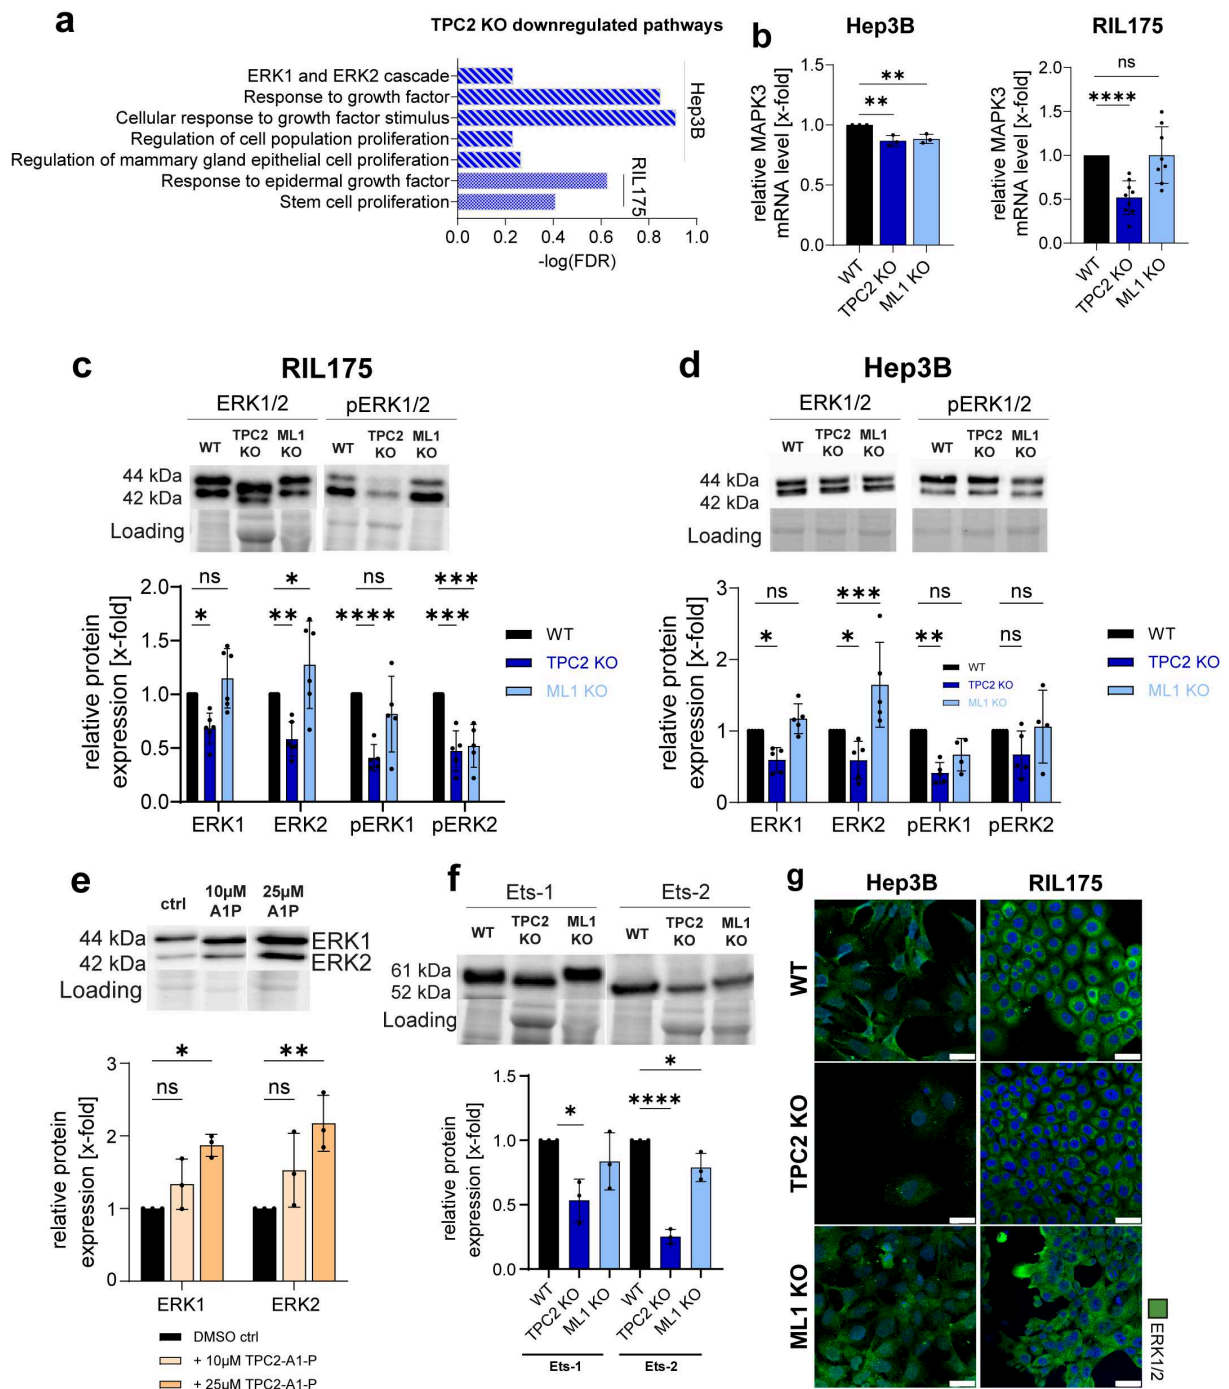 a
TPC2 KO downregulated pathways
ERK1 and ERK2 cascade
Response to growth factor
Cellular response to growth factor stimulus
Regulation of cell population proliferation
Regulation of mammary gland epithelial cell proliferation
Response to epidermal growth factor
Stem cell proliferation
Hep3B
RIL175
0.0 0.2 0.4 0.6 0.8 1.0
-log(FDR)
b
Hep3B
relative MAPK3
mRNA level [x-fold]
1.5
1.0
0.5
0.0
**
**
WT
TPC2 KO
ML1 KO
RIL175
relative MAPK3
mRNA level [x-fold]
2.0
1.5
1.0
0.5
0.0
ns
****
WT
TPC2 KO
ML1 KO
c
RIL175
ERK1/2 pERK1/2
WT TPC2 KO ML1 KO WT TPC2 KO ML1 KO
44 kDa
42 kDa
Loading
relative protein
expression [x-fold]
2.0
1.5
1.0
0.5
0.0
ns * ns ***
* ** **** ***
ERK1 ERK2 pERK1 pERK2
WT
TPC2 KO
ML1 KO
d
Hep3B
ERK1/2 pERK1/2
WT TPC2 KO ML1 KO WT TPC2 KO ML1 KO
44 kDa
42 kDa
Loading
relative protein
expression [x-fold]
3
2
1
0
ns *** ns ns
* * ** ns
WT
TPC2 KO
ML1 KO
ERK1 ERK2 pERK1 pERK2
WT
TPC2 KO
ML1 KO
e
ctrl 10µM A1P 25µM A1P
44 kDa ERK1
42 kDa ERK2
Loading
relative protein
expression [x-fold]
3
2
1
0
* **
ns ns
ERK1 ERK2
DMSO ctrl
+ 10µM TPC2-A1-P
+ 25µM TPC2-A1-P
f
Ets-1 Ets-2
WT TPC2 KO ML1 KO WT TPC2 KO ML1 KO
61 kDa
52 kDa
Loading
relative protein
expression [x-fold]
1.5
1.0
0.5
0.0
*
* ****
WT TPC2 KO ML1 KO WT TPC2 KO ML1 KO
Ets-1 Ets-2
g
Hep3B RIL175
WT
TPC2 KO
ML1 KO
ERK1/2